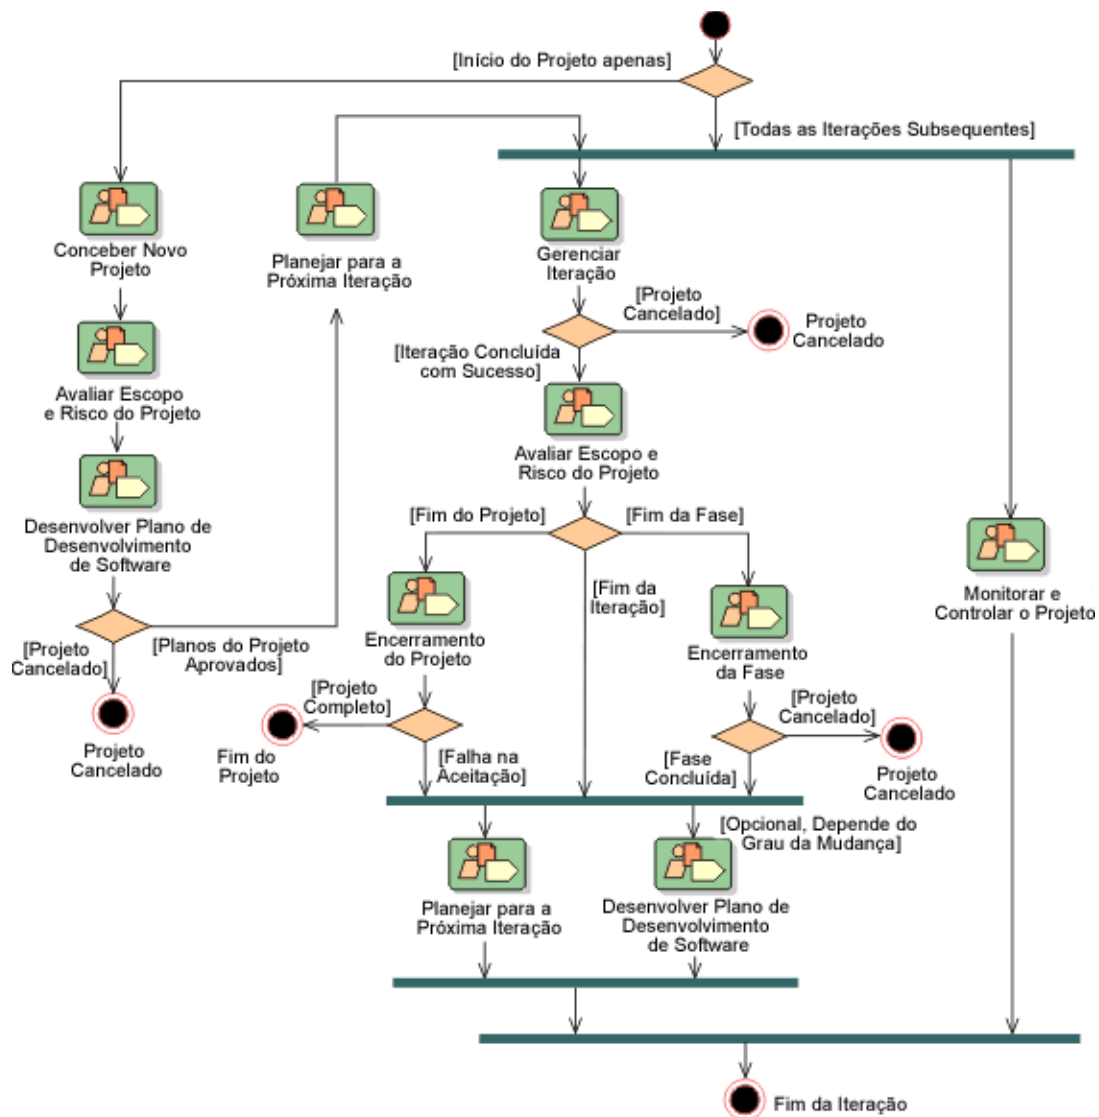 [Início do Projeto apenas]
[Todas as Iterações Subsequentes]
Conceber Novo
Projeto
Planejar para a
Próxima Iteração
Gerenciar
Iteração
[Projeto
Cancelado]
Projeto
Cancelado
[Iteração Concluída
com Sucesso]
Avaliar Escopo
e Risco do Projeto
Avaliar Escopo e
Risco do Projeto
Desenvolver Plano de
Desenvolvimento
de Software
[Fim do Projeto]
[Fim da Fase]
[Fim da
Iteração]
Monitorar e
Controlar o Projeto
[Projeto
Cancelado]
[Planos do Projeto
Aprovados]
Encerramento
do Projeto
Encerramento
da Fase
Projeto
Cancelado
[Projeto
Completo]
Fim do
Projeto
[Falha na
Aceitação]
[Projeto
Cancelado]
[Fase
Concluída]
Projeto
Cancelado
[Opcional, Depende do
Grau da Mudança]
Planejar para a
Próxima Iteração
Desenvolver Plano de
Desenvolvimento
de Software
Fim da Iteração